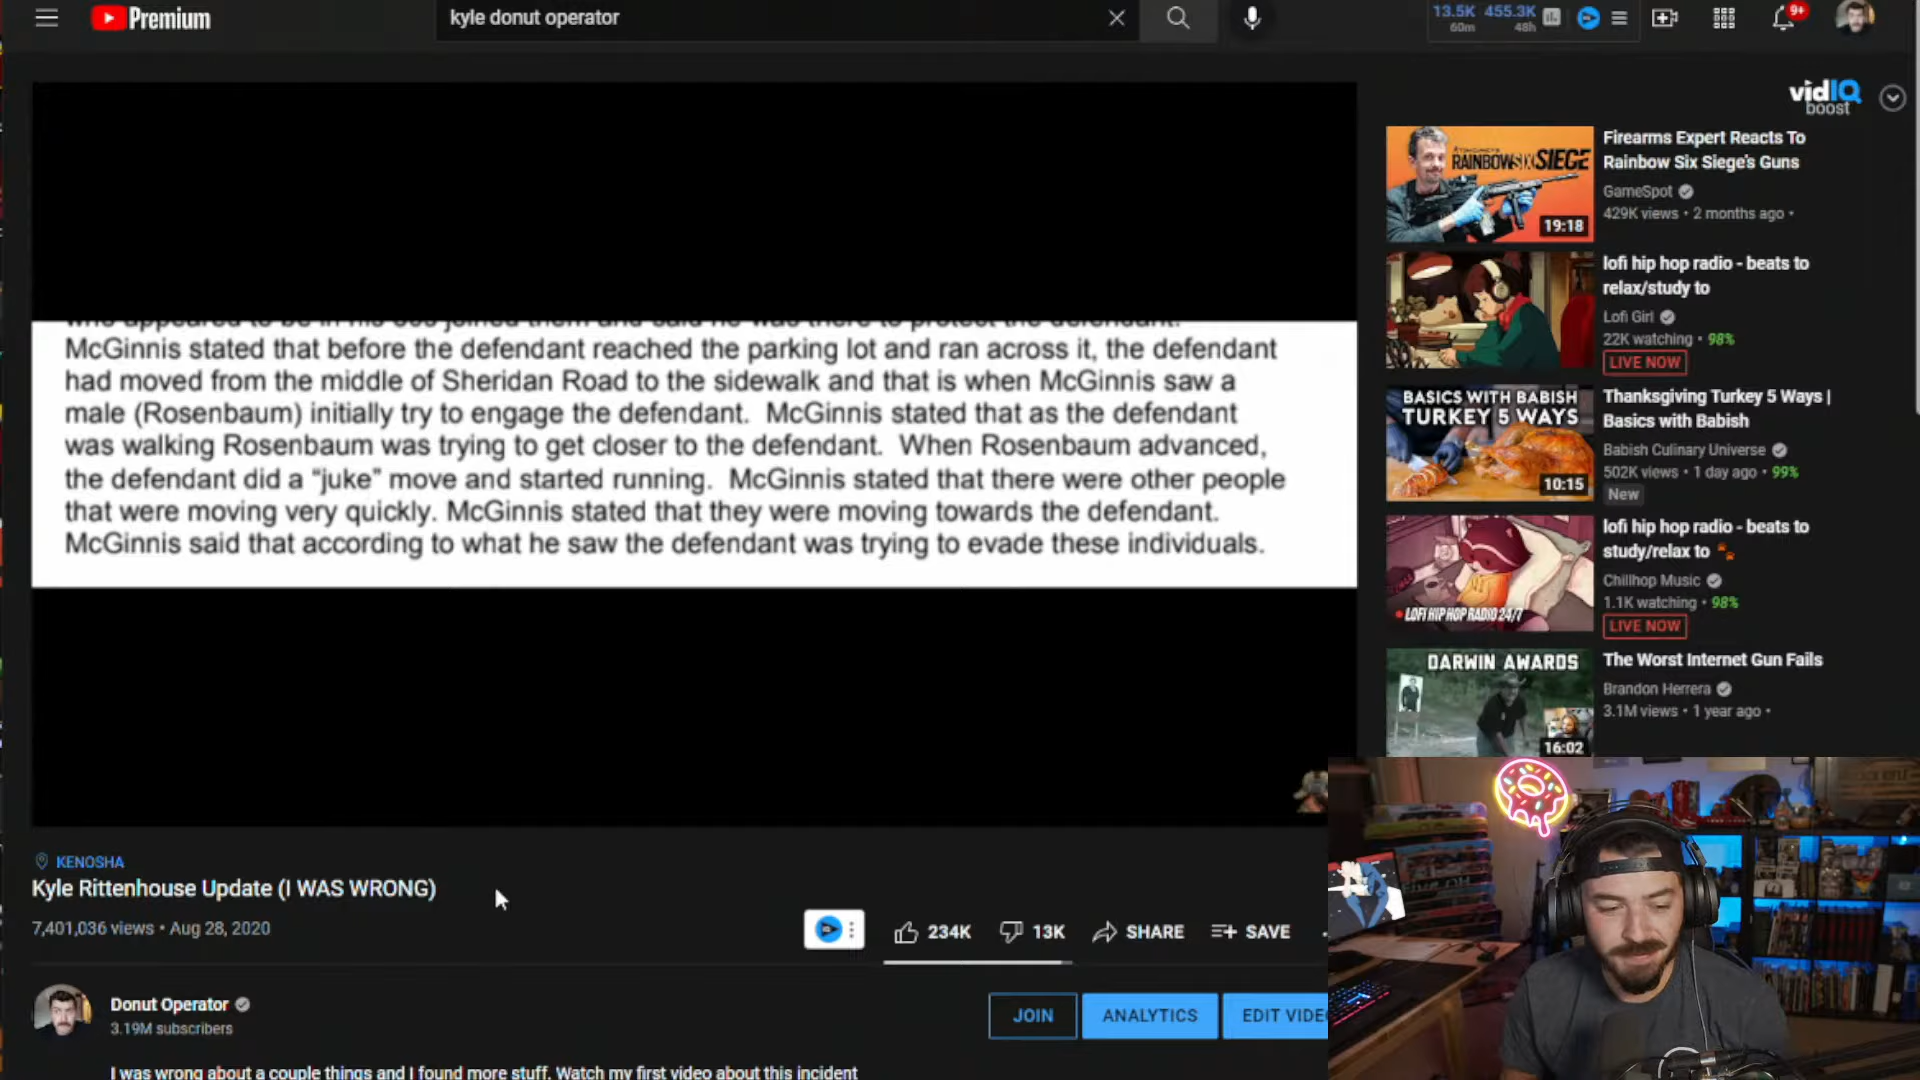 Premium
kyle donut operator
13.5K 455.3K
60m 48h
9+
vidIQ
boost
who appeared to be in his 30s joined them and said he was there to protect the defendant.
McGinnis stated that before the defendant reached the parking lot and ran across it, the defendant
had moved from the middle of Sheridan Road to the sidewalk and that is when McGinnis saw a
male (Rosenbaum) initially try to engage the defendant.  McGinnis stated that as the defendant
was walking Rosenbaum was trying to get closer to the defendant.  When Rosenbaum advanced,
the defendant did a “juke” move and started running.  McGinnis stated that there were other people
that were moving very quickly. McGinnis stated that they were moving towards the defendant.
McGinnis said that according to what he saw the defendant was trying to evade these individuals.
KENOSHA
Kyle Rittenhouse Update (I WAS WRONG)
7,401,036 views • Aug 28, 2020
234K 13K SHARE SAVE
Donut Operator
3.19M subscribers
JOIN ANALYTICS EDIT VIDEO
I was wrong about a couple things and I found more stuff. Watch my first video about this incident
RAINBOW SIX SIEGE
19:18
Firearms Expert Reacts To
Rainbow Six Siege's Guns
GameSpot
429K views • 2 months ago •
lofi hip hop radio - beats to
relax/study to
Lofi Girl
22K watching • 98%
LIVE NOW
BASICS WITH BABISH
TURKEY 5 WAYS
10:15
Thanksgiving Turkey 5 Ways |
Basics with Babish
Babish Culinary Universe
502K views • 1 day ago • 99%
New
LOFI HIP HOP RADIO 24/7
lofi hip hop radio - beats to
study/relax to
Chillhop Music
1.1K watching • 98%
LIVE NOW
DARWIN AWARDS
16:02
The Worst Internet Gun Fails
Brandon Herrera
3.1M views • 1 year ago •